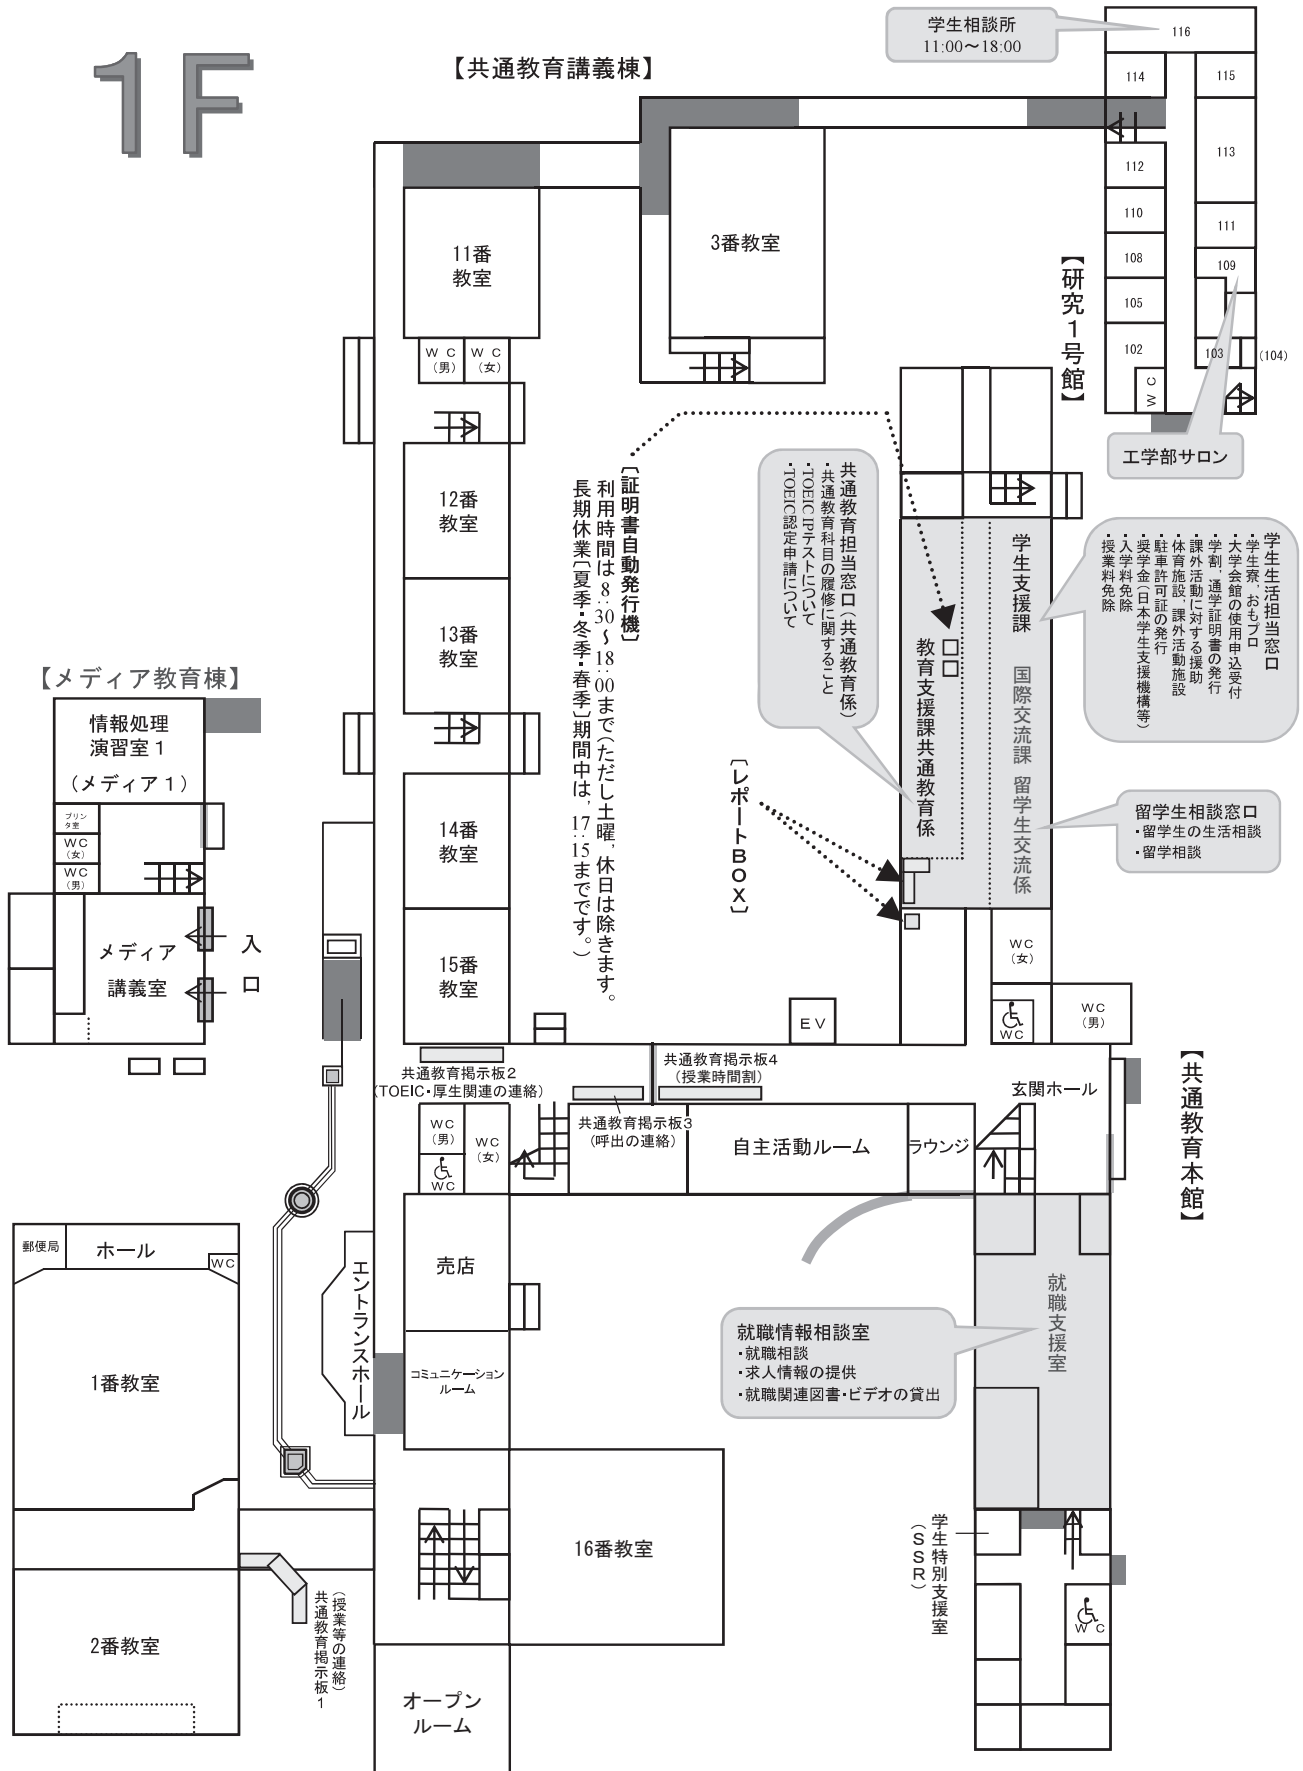 1F
【共通教育講義棟】
学生相談所
11:00〜18:00
116
114
115
113
112
110
111
108
109
105
102
103
(104)
WC
【研究1号館】
工学部サロン
11番
教室
3番教室
WC
(男)
WC
(女)
12番
教室
13番
教室
14番
教室
15番
教室
〔証明書自動発行機〕
利用時間は8:30〜18:00まで(ただし土曜,休日は除きます。
長期休業〔夏季・冬季・春季〕期間中は,17:15までです。)
共通教育担当窓口(共通教育係)
・共通教育科目の履修に関すること
・TOEIC IPテストについて
・TOEIC認定申請について
学生支援課
国際交流課 留学生交流係
教育支援課共通教育係
学生生活担当窓口
・学生寮,おもプロ
・大学会館の使用申込受付
・学割,通学証明書の発行
・課外活動に対する援助
・体育施設,課外活動施設
・駐車許可証の発行
・奨学金(日本学生支援機構等)
・入学料免除
・授業料免除
留学生相談窓口
・留学生の生活相談
・留学相談
〔レポートBOX〕
【メディア教育棟】
情報処理
演習室1
(メディア1)
プリン
タ室
WC
(女)
WC
(男)
メディア
講義室
入口
WC
(女)
WC
WC
(男)
EV
共通教育掲示板2
(TOEIC・厚生関連の連絡)
共通教育掲示板4
(授業時間割)
共通教育掲示板3
(呼出の連絡)
玄関ホール
【共通教育本館】
WC
(男)
WC
(女)
WC
自主活動ルーム
ラウンジ
郵便局
ホール
WC
1番教室
2番教室
エントランスホール
売店
コミュニケーション
ルーム
就職情報相談室
・就職相談
・求人情報の提供
・就職関連図書・ビデオの貸出
就職支援室
16番教室
学生特別支援室
(SSR)
WC
共通教育掲示板1
(授業等の連絡)
オープン
ルーム